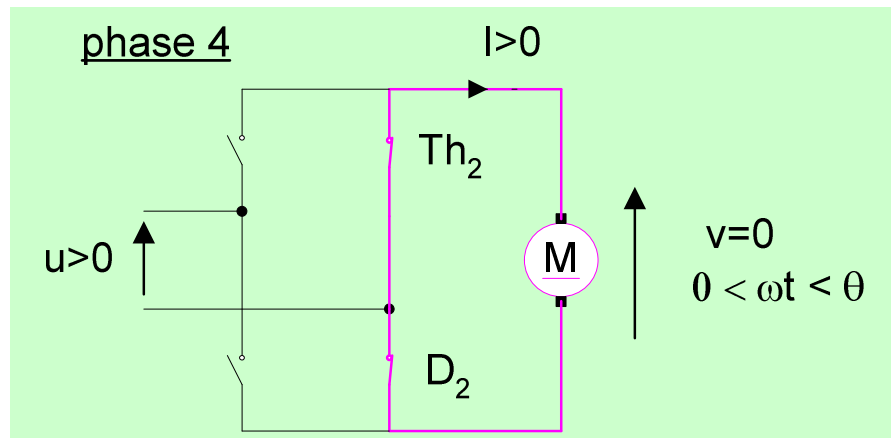 phase 4
I>0
Th₂
u>0
M
v=0
0 < ωt < θ
D₂